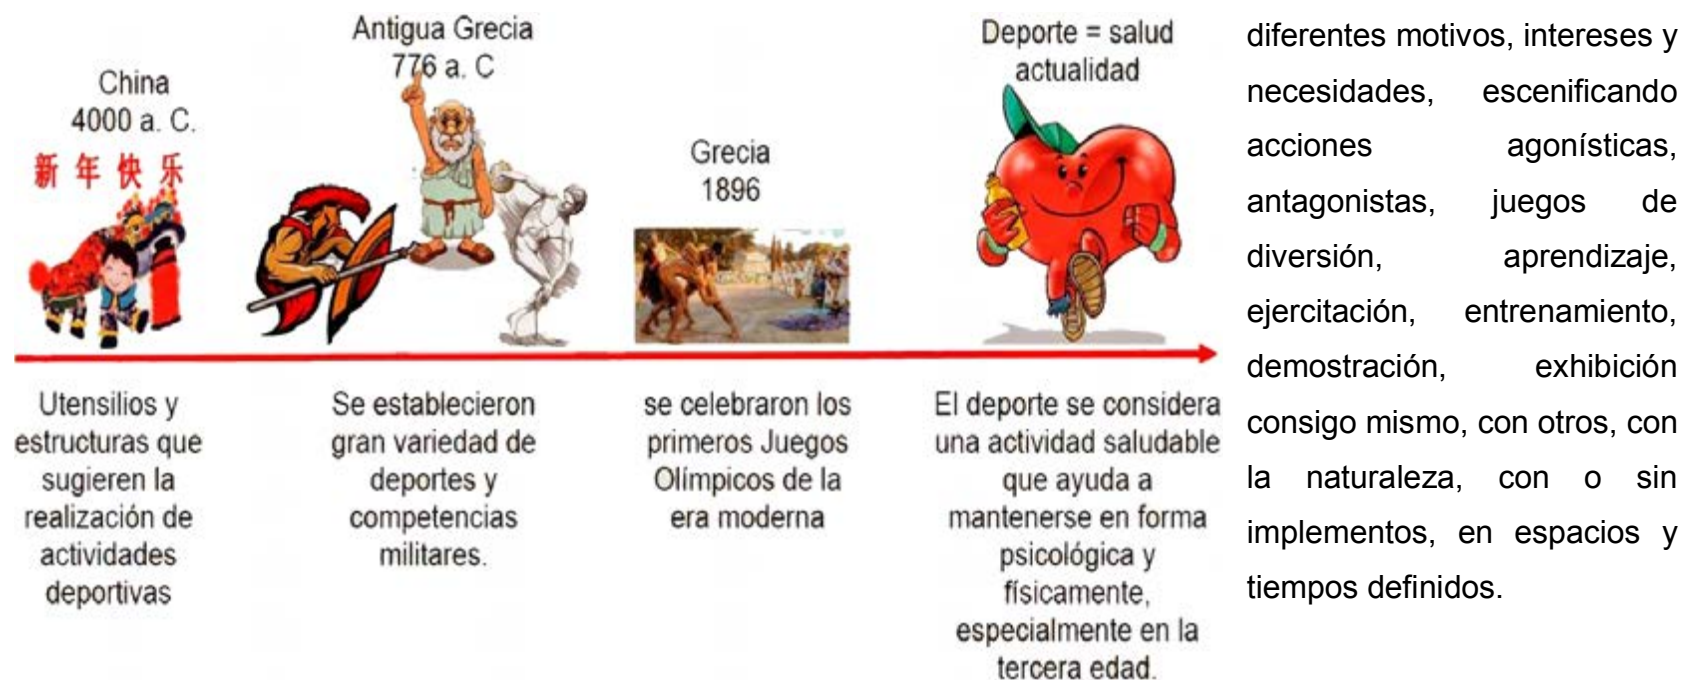 China
4000 a. C.
新年快乐
Utensilios y
estructuras que
sugieren la
realización de
actividades
deportivas
Antigua Grecia
776 a. C
Se establecieron
gran variedad de
deportes y
competencias
militares.
Grecia
1896
se celebraron los
primeros Juegos
Olímpicos de la
era moderna
Deporte = salud
actualidad
El deporte se considera
una actividad saludable
que ayuda a
mantenerse en forma
psicológica y
físicamente,
especialmente en la
tercera edad.
diferentes motivos, intereses y
necesidades, escenificando
acciones agonísticas,
antagonistas, juegos de
diversión, aprendizaje,
ejercitación, entrenamiento,
demostración, exhibición
consigo mismo, con otros, con
la naturaleza, con o sin
implementos, en espacios y
tiempos definidos.